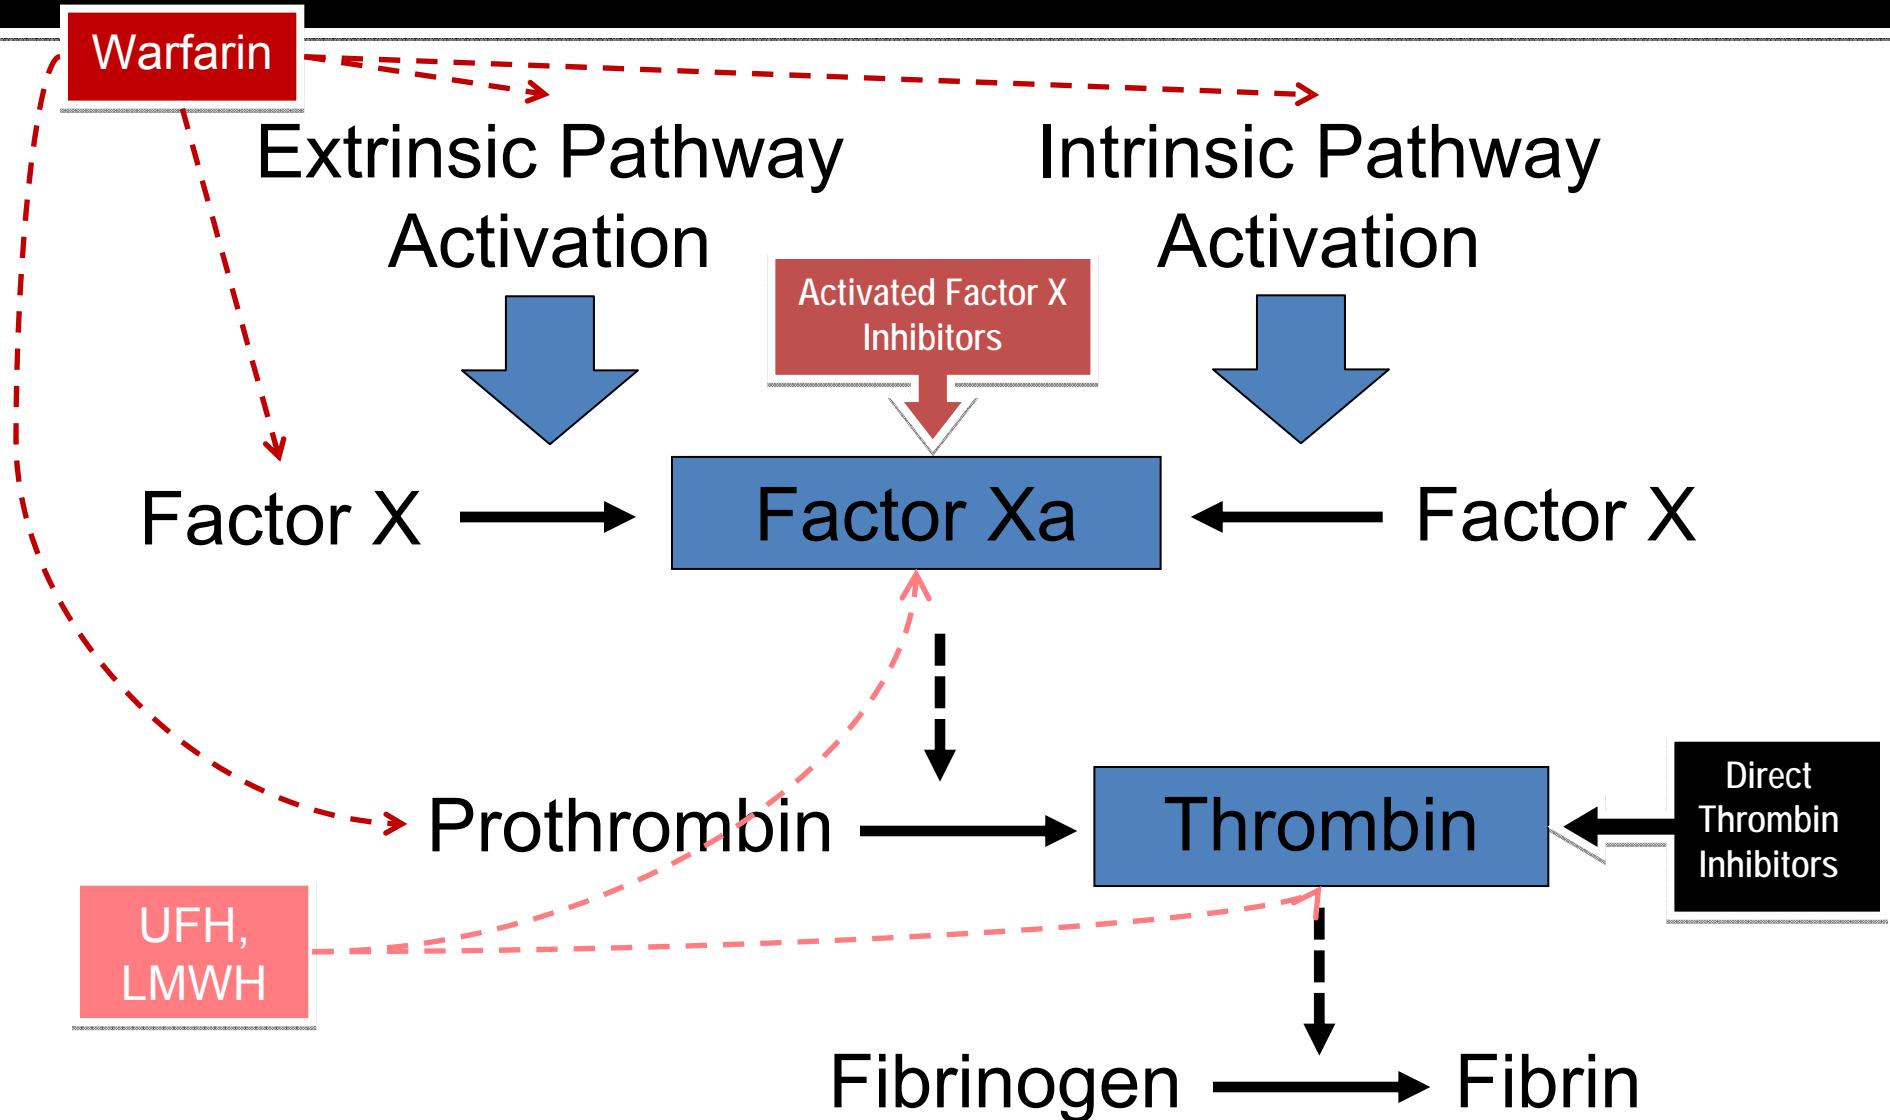 Warfarin
Extrinsic Pathway
Activation
Intrinsic Pathway
Activation
Activated Factor X
Inhibitors
Factor X
Factor Xa
Factor X
Prothrombin
Thrombin
Direct
Thrombin
Inhibitors
UFH,
LMWH
Fibrinogen
Fibrin